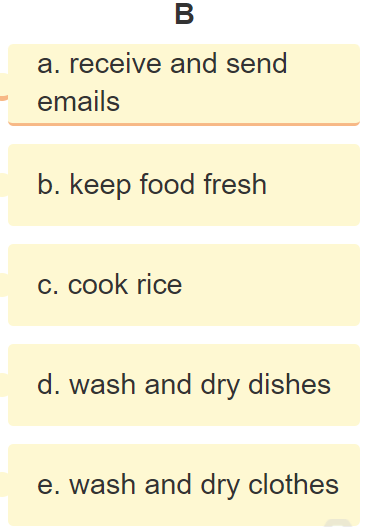 B
a. receive and send
emails
b. keep food fresh
c. cook rice
d. wash and dry dishes
e. wash and dry clothes